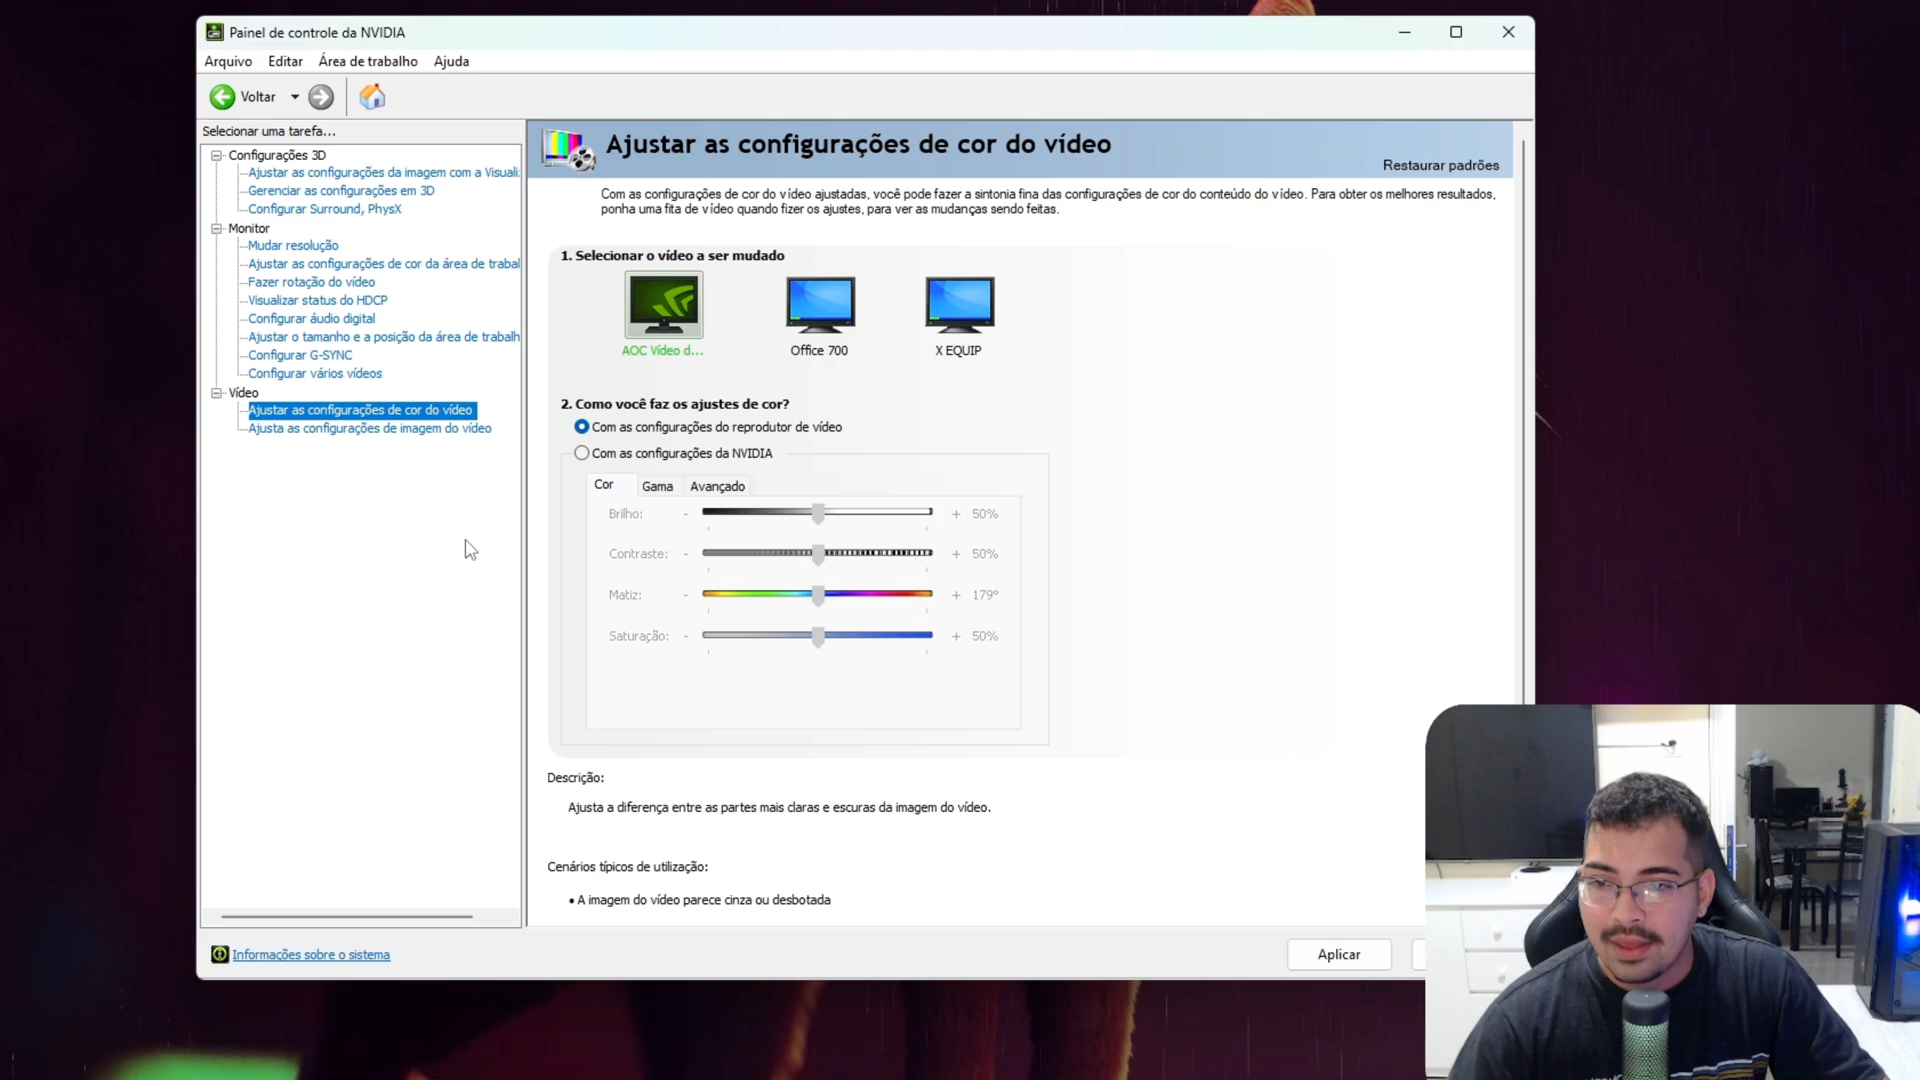 Painel de controle da NVIDIA
Arquivo Editar Área de trabalho Ajuda
Voltar
Selecionar uma tarefa...
Configurações 3D
Ajustar as configurações da imagem com a Visuali
Gerenciar as configurações em 3D
Configurar Surround, PhysX
Monitor
Mudar resolução
Ajustar as configurações de cor da área de trabal
Fazer rotação do vídeo
Visualizar status do HDCP
Configurar áudio digital
Ajustar o tamanho e a posição da área de trabalh
Configurar G-SYNC
Configurar vários vídeos
Vídeo
Ajustar as configurações de cor do vídeo
Ajusta as configurações de imagem do vídeo
Informações sobre o sistema
Ajustar as configurações de cor do vídeo
Restaurar padrões
Com as configurações de cor do vídeo ajustadas, você pode fazer a sintonia fina das configurações de cor do conteúdo do vídeo. Para obter os melhores resultados,
ponha uma fita de vídeo quando fizer os ajustes, para ver as mudanças sendo feitas.
1. Selecionar o vídeo a ser mudado
AOC Vídeo d... Office 700 X EQUIP
2. Como você faz os ajustes de cor?
Com as configurações do reprodutor de vídeo
Com as configurações da NVIDIA
Cor Gama Avançado
Brilho: - + 50%
Contraste: - + 50%
Matiz: - + 179°
Saturação: - + 50%
Descrição:
Ajusta a diferença entre as partes mais claras e escuras da imagem do vídeo.
Cenários típicos de utilização:
• A imagem do vídeo parece cinza ou desbotada
Aplicar